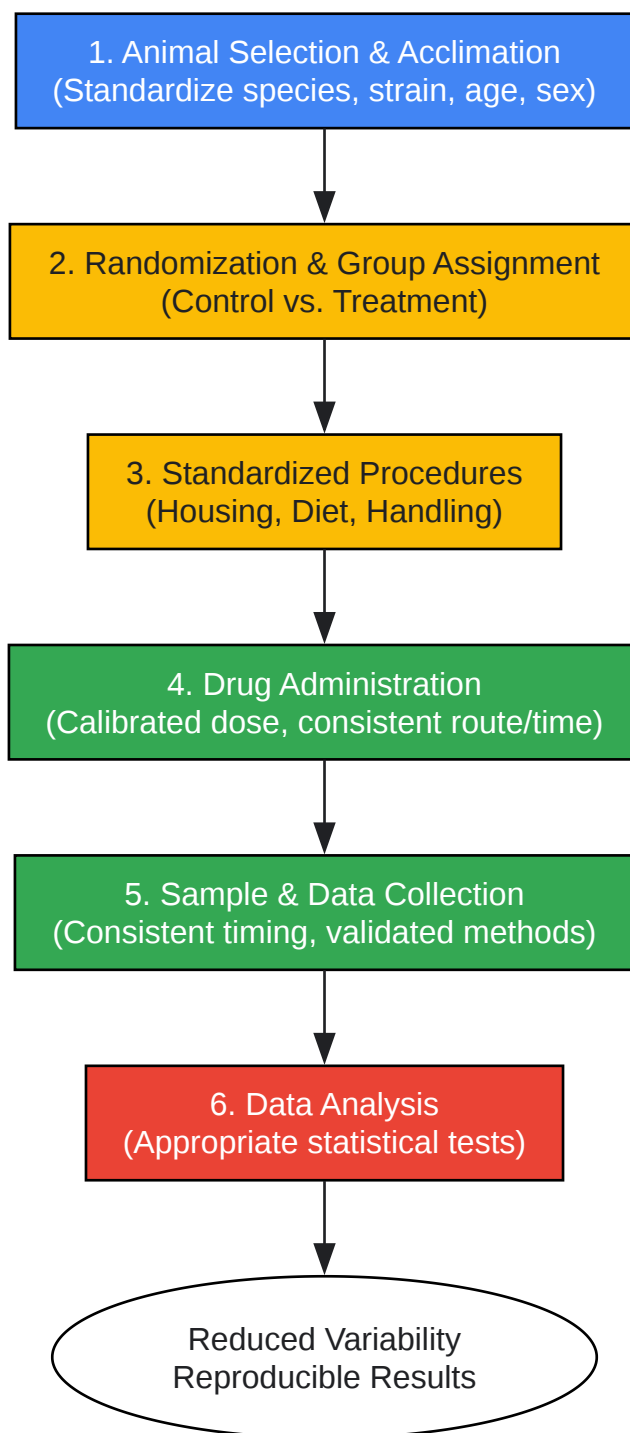 1. Animal Selection & Acclimation
(Standardize species, strain, age, sex)
2. Randomization & Group Assignment
(Control vs. Treatment)
3. Standardized Procedures
(Housing, Diet, Handling)
4. Drug Administration
(Calibrated dose, consistent route/time)
5. Sample & Data Collection
(Consistent timing, validated methods)
6. Data Analysis
(Appropriate statistical tests)
Reduced Variability
Reproducible Results